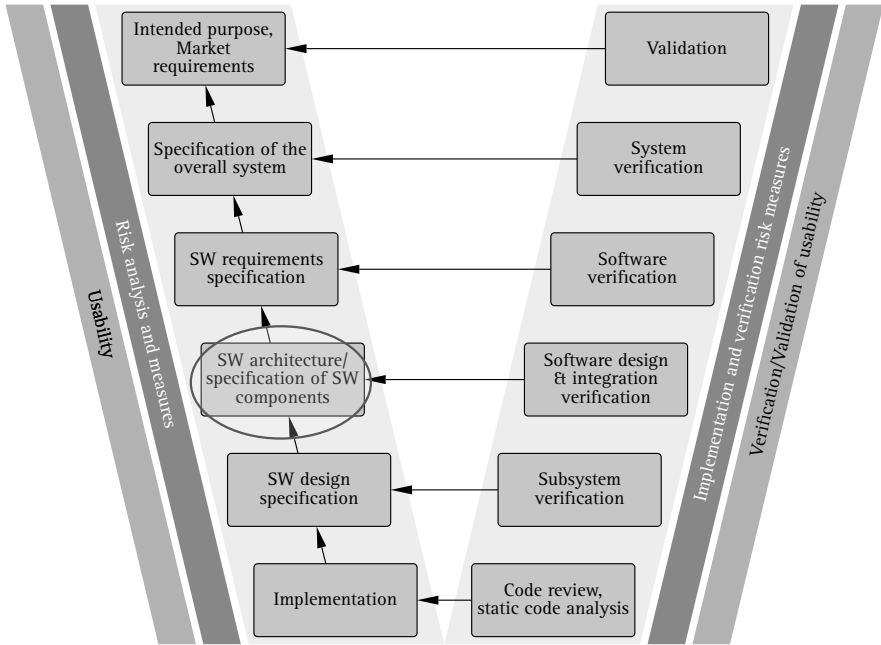 Intended purpose,
Market
requirements
Validation
Specification of the
overall system
System
verification
SW requirements
specification
Software
verification
SW architecture/
specification of SW
components
Software design
& integration
verification
SW design
specification
Subsystem
verification
Implementation
Code review,
static code analysis
Usability
Risk analysis and measures
Implementation and verification risk measures
Verification/Validation of usability